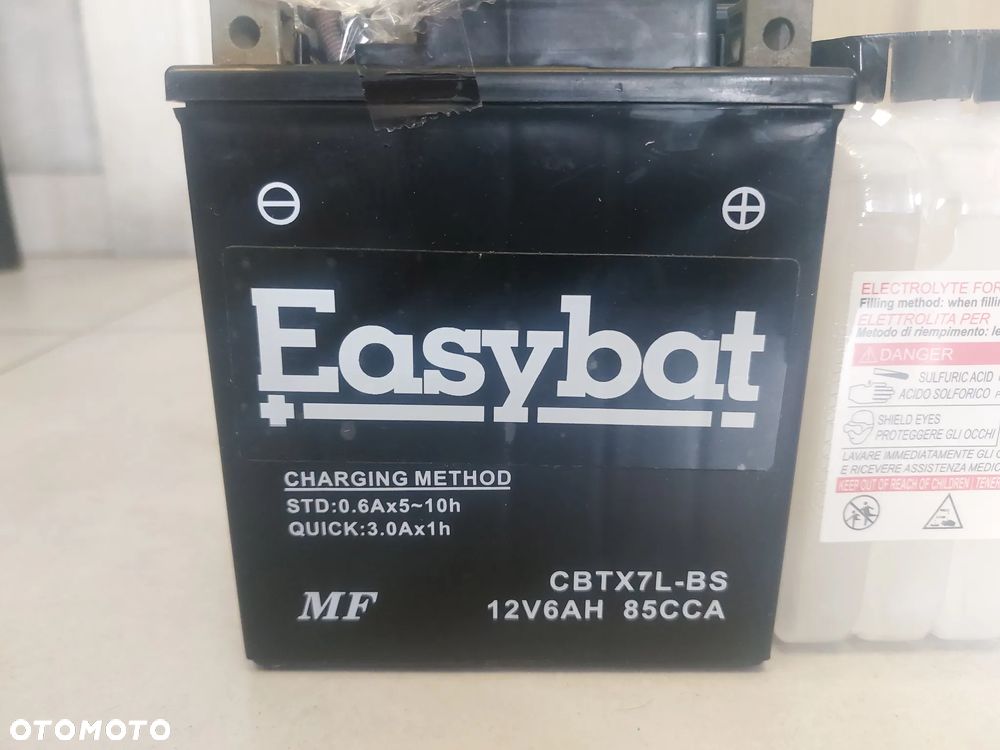 Easybat
CHARGING METHOD
STD:0.6Ax5~10h
QUICK:3.0Ax1h
MF
CBTX7L-BS
12V6AH 85CCA
ELECTROLYTE FOR
Filling method: when fillin
ELETTROLITA PER
Metodo di riempimento: le
DANGER
SULFURIC ACID
ACIDO SOLFORICO
SHIELD EYES
PROTEGGERE GLI OCCHI
LAVARE IMMEDIATAMENTE GLI
E RICEVERE ASSISTENZA MEDIC
KEEP OUT OF REACH OF CHILDREN | TENER
OTOMOTO